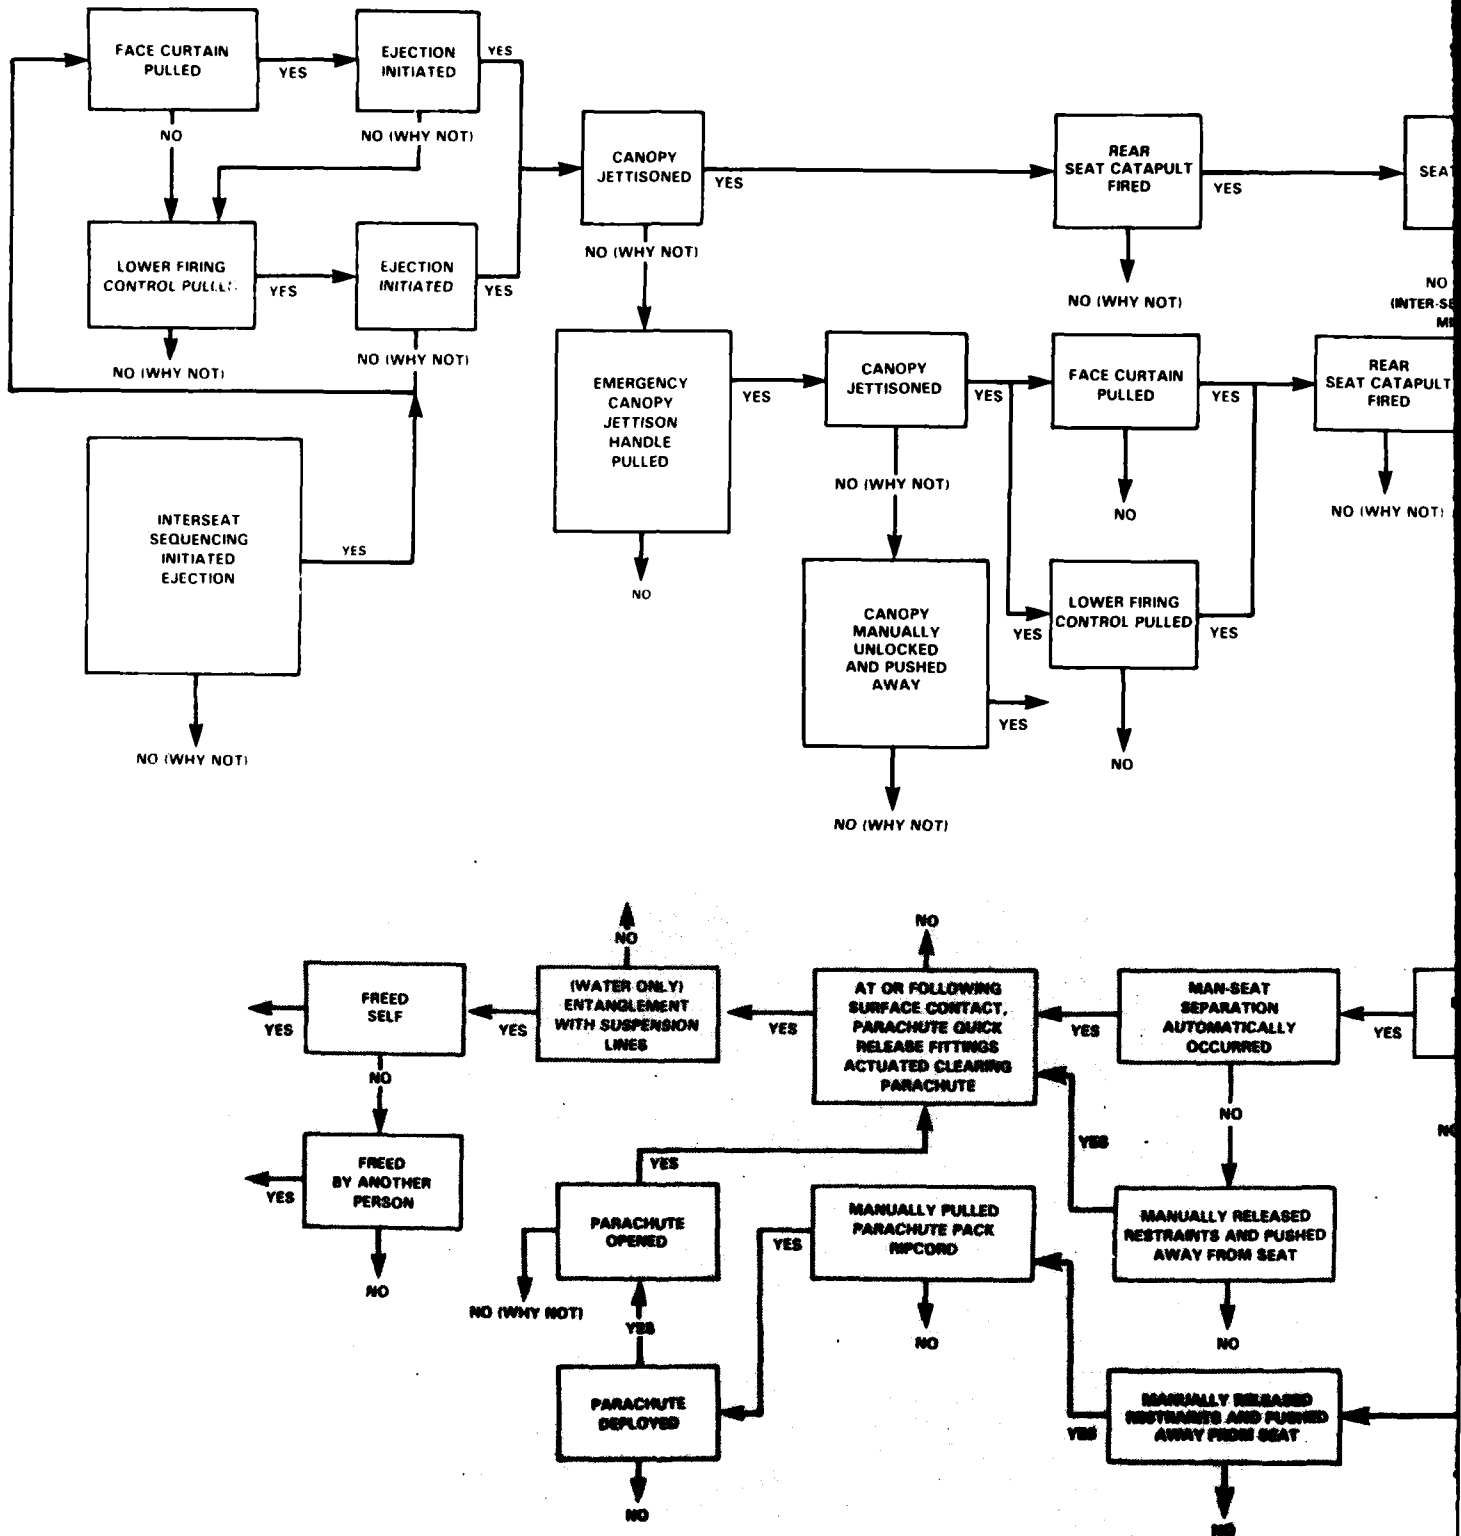 FACE CURTAIN
PULLED
YES
EJECTION
INITIATED
YES
NO
NO (WHY NOT)
LOWER FIRING
CONTROL
YES
EJECTION
INITIATED
YES
NO (WHY NOT)
NO (WHY NOT)
INTERSEAT
SEQUENCING
INITIATED
EJECTION
YES
NO (WHY NOT)
CANOPY
JETTISONED
YES
NO (WHY NOT)
REAR
SEAT CATAPULT
FIRED
YES
NO (WHY NOT)
NO
EMERGENCY
CANOPY
JETTISON
HANDLE
PULLED
YES
NO
CANOPY
JETTISONED
YES
NO (WHY NOT)
FACE CURTAIN
PULLED
YES
NO
REAR
SEAT CATAPULT
FIRED
NO (WHY NOT)
CANOPY
MANUALLY
UNLOCKED
AND PUSHED
AWAY
YES
NO (WHY NOT)
YES
LOWER FIRING
CONTROL PULLED
YES
NO
FREED
SELF
YES
NO
YES
NO
(WATER ONLY)
ENTANGLEMENT
WITH SUSPENSION
LINES
YES
NO
AT OR FOLLOWING
SURFACE CONTACT,
PARACHUTE QUICK
RELEASE FITTINGS
ACTUATED CLEARING
PARACHUTE
YES
MAN-SEAT
SEPARATION
AUTOMATICALLY
OCCURRED
YES
NO
FREED
BY ANOTHER
PERSON
YES
NO
YES
PARACHUTE
OPENED
NO (WHY NOT)
YES
MANUALLY PULLED
PARACHUTE PACK
RIPCORD
YES
NO
YES
MANUALLY RELEASED
RESTRAINTS AND PUSHED
AWAY FROM SEAT
NO
PARACHUTE
DEPLOYED
NO
YES
MANUALLY RELEASED
RESTRAINTS AND PUSHED
AWAY FROM SEAT
NO